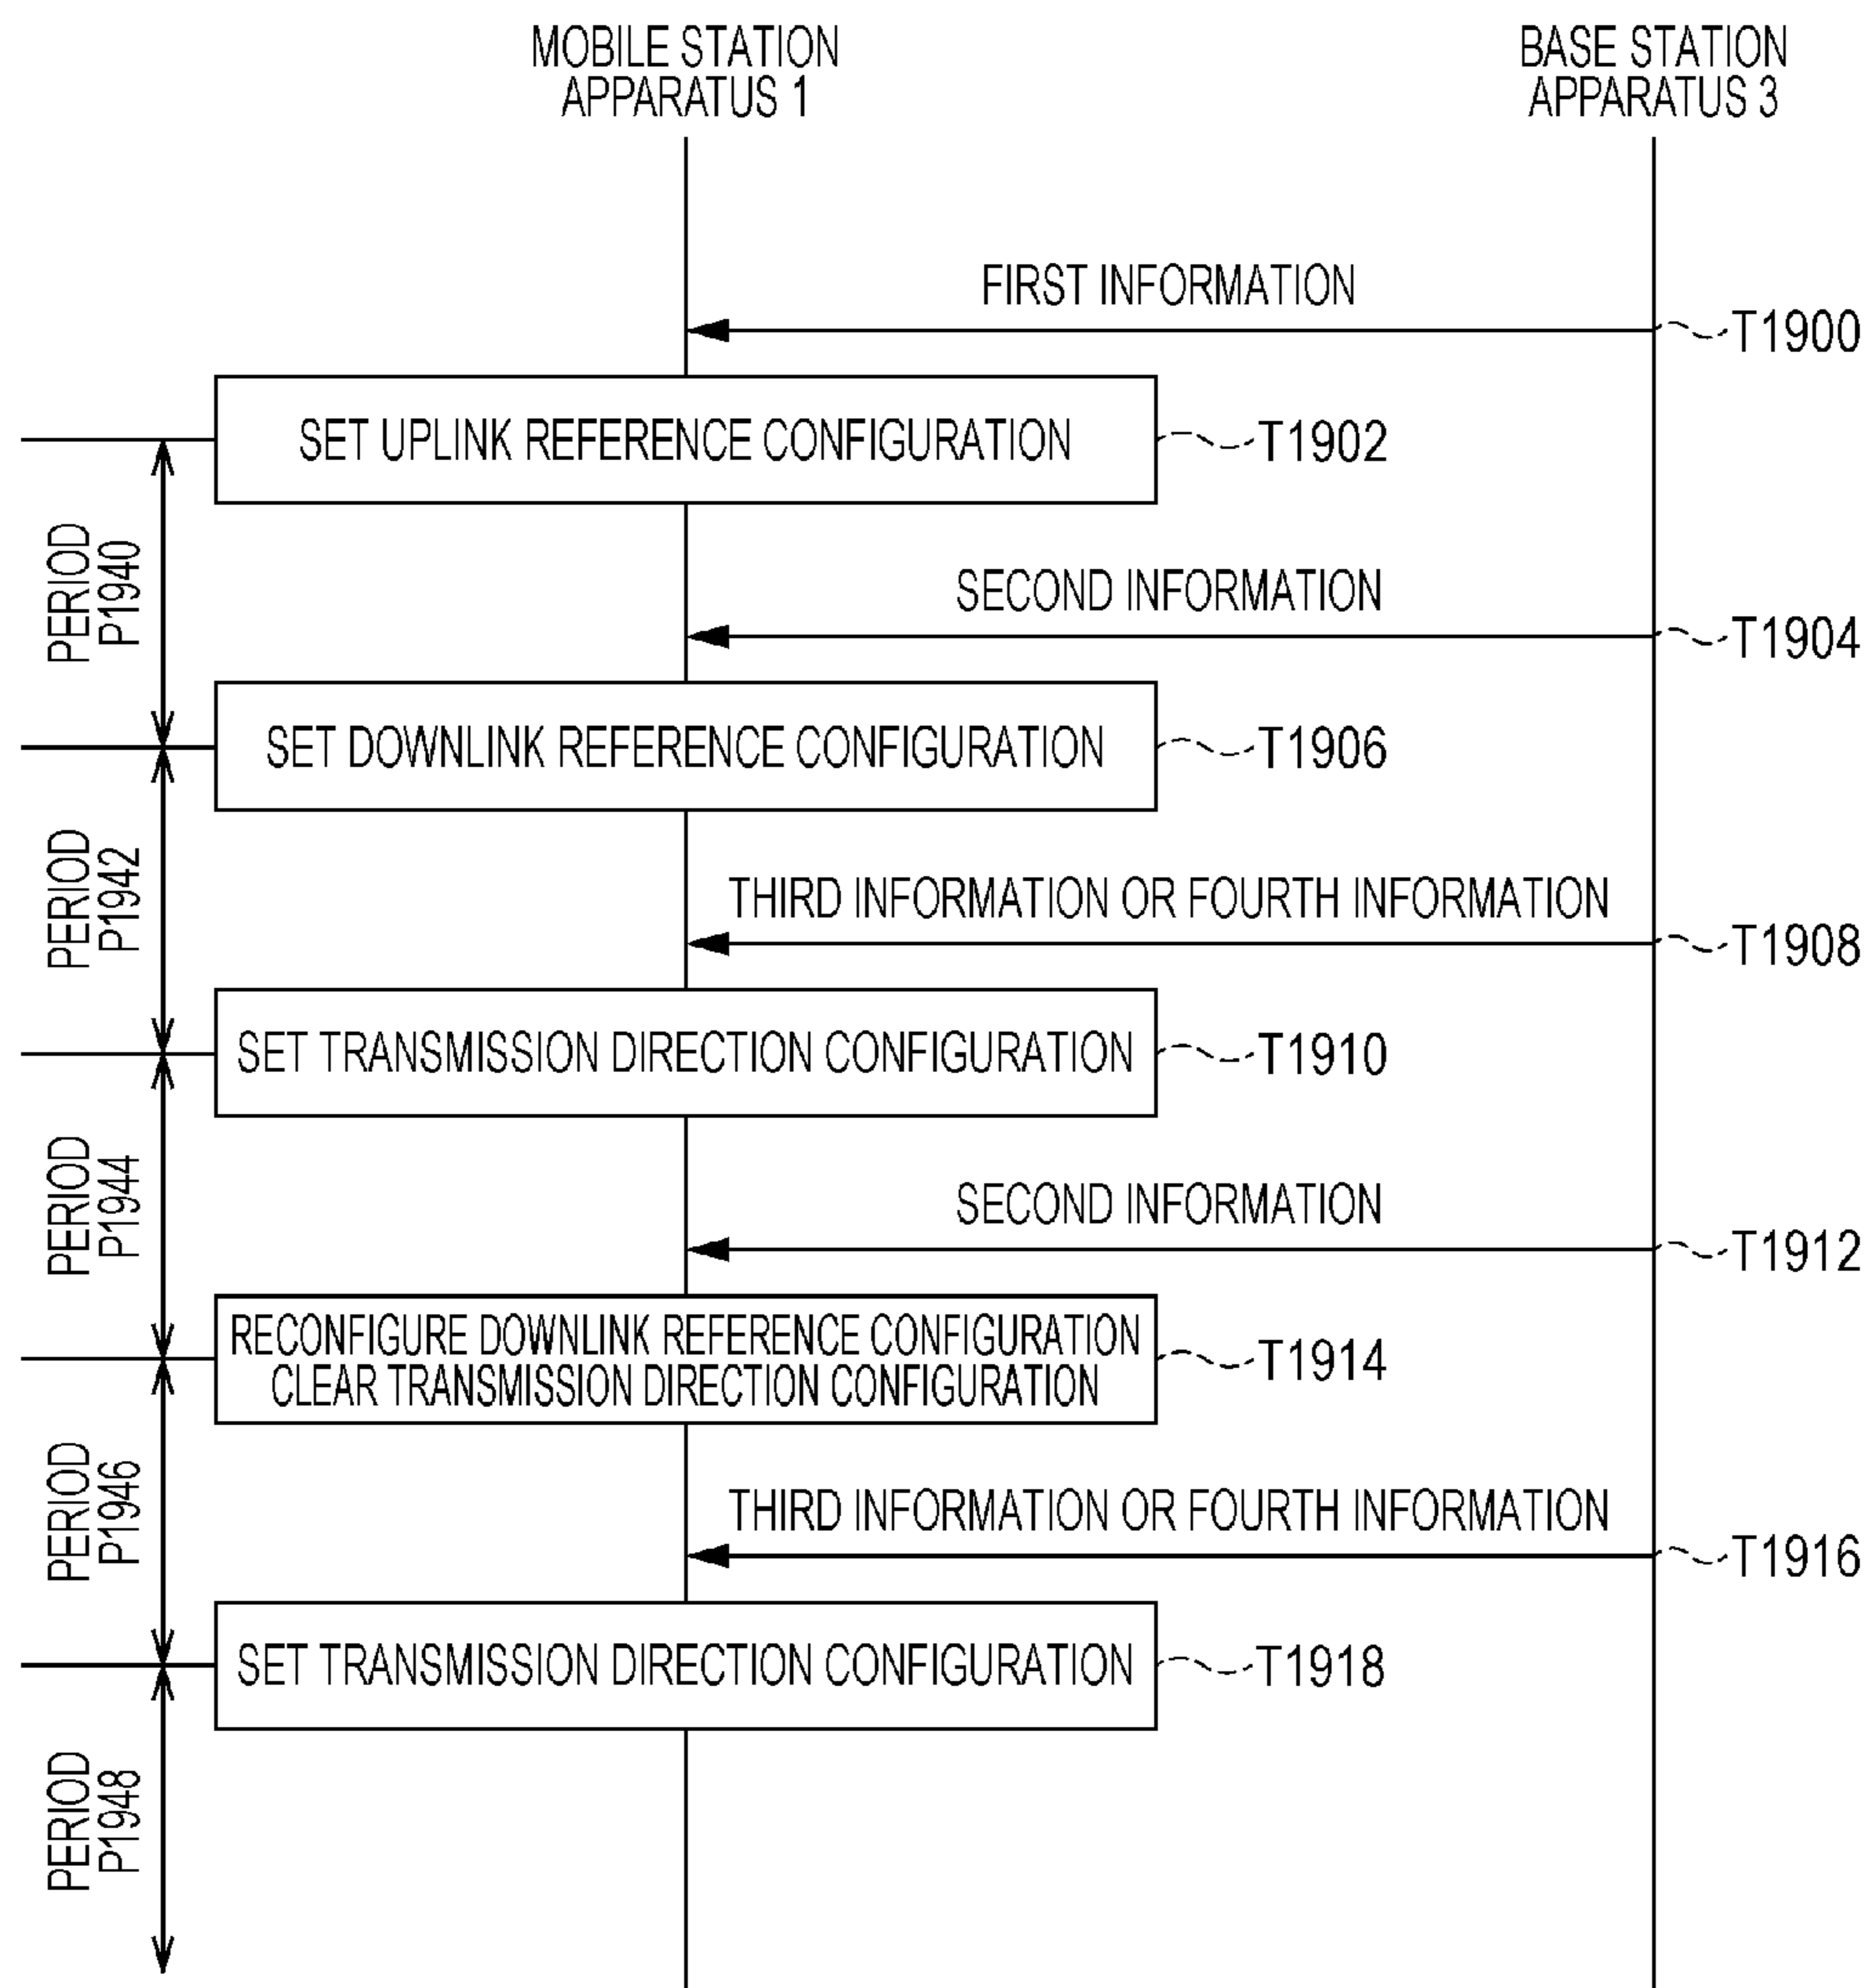 MOBILE STATION
APPARATUS 1
BASE STATION
APPARATUS 3
FIRST INFORMATION
T1900
SET UPLINK REFERENCE CONFIGURATION
T1902
PERIOD
P1940
SECOND INFORMATION
T1904
SET DOWNLINK REFERENCE CONFIGURATION
T1906
PERIOD
P1942
THIRD INFORMATION OR FOURTH INFORMATION
T1908
SET TRANSMISSION DIRECTION CONFIGURATION
T1910
PERIOD
P1944
SECOND INFORMATION
T1912
RECONFIGURE DOWNLINK REFERENCE CONFIGURATION
CLEAR TRANSMISSION DIRECTION CONFIGURATION
T1914
PERIOD
P1946
THIRD INFORMATION OR FOURTH INFORMATION
T1916
SET TRANSMISSION DIRECTION CONFIGURATION
T1918
PERIOD
P1948